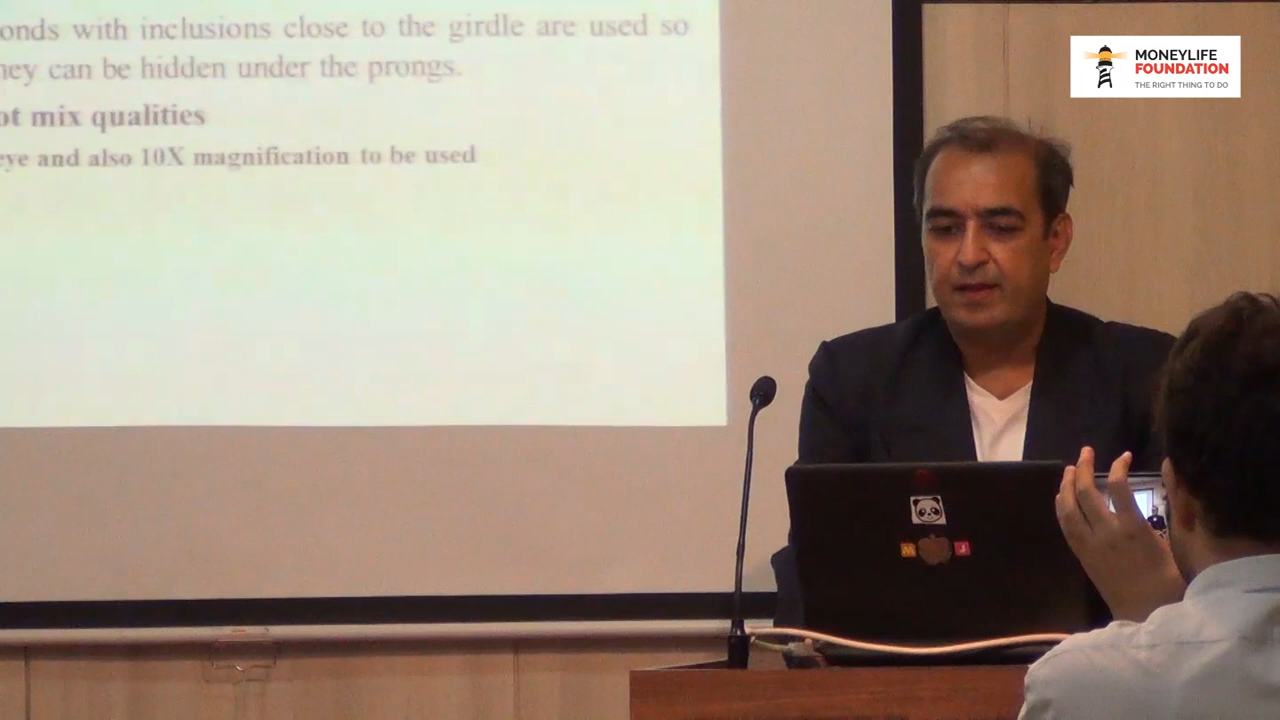 onds with inclusions close to the girdle are used so
hey can be hidden under the prongs.
ot mix qualities
eye and also 10X magnification to be used
MONEYLIFE
FOUNDATION
THE RIGHT THING TO DO